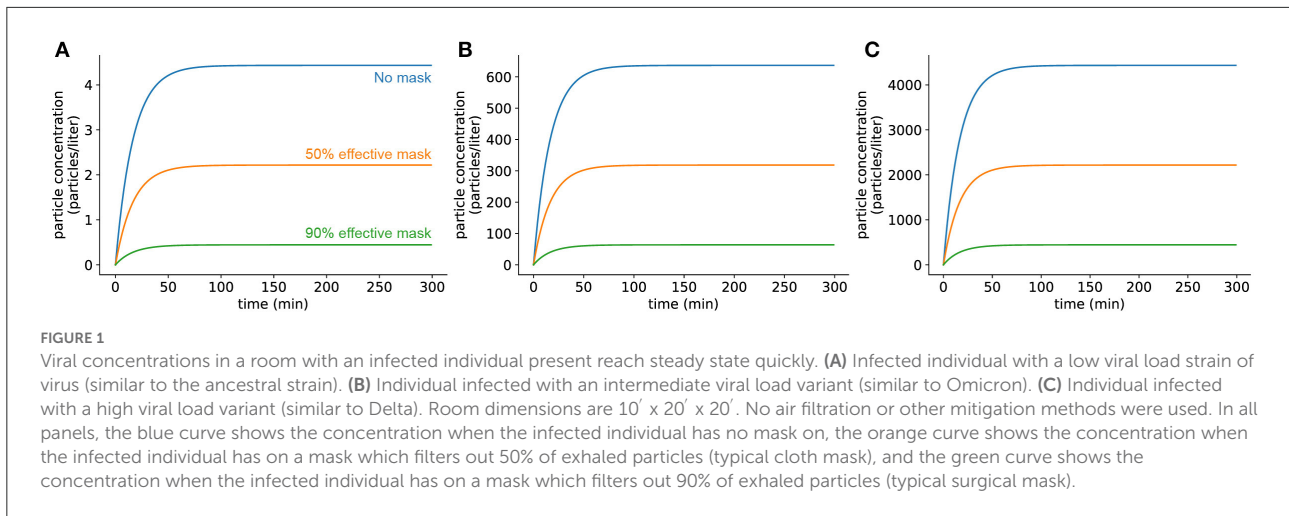 A
B
C
particle concentration
(particles/liter)
4
3
2
1
0
No mask
50% effective mask
90% effective mask
0 50 100 150 200 250 300
time (min)
particle concentration
(particles/liter)
600
500
400
300
200
100
0
0 50 100 150 200 250 300
time (min)
particle concentration
(particles/liter)
4000
3000
2000
1000
0
0 50 100 150 200 250 300
time (min)
FIGURE 1
Viral concentrations in a room with an infected individual present reach steady state quickly. (A) Infected individual with a low viral load strain of
virus (similar to the ancestral strain). (B) Individual infected with an intermediate viral load variant (similar to Omicron). (C) Individual infected
with a high viral load variant (similar to Delta). Room dimensions are 10′ x 20′ x 20′. No air filtration or other mitigation methods were used. In all
panels, the blue curve shows the concentration when the infected individual has no mask on, the orange curve shows the concentration when
the infected individual has on a mask which filters out 50% of exhaled particles (typical cloth mask), and the green curve shows the
concentration when the infected individual has on a mask which filters out 90% of exhaled particles (typical surgical mask).